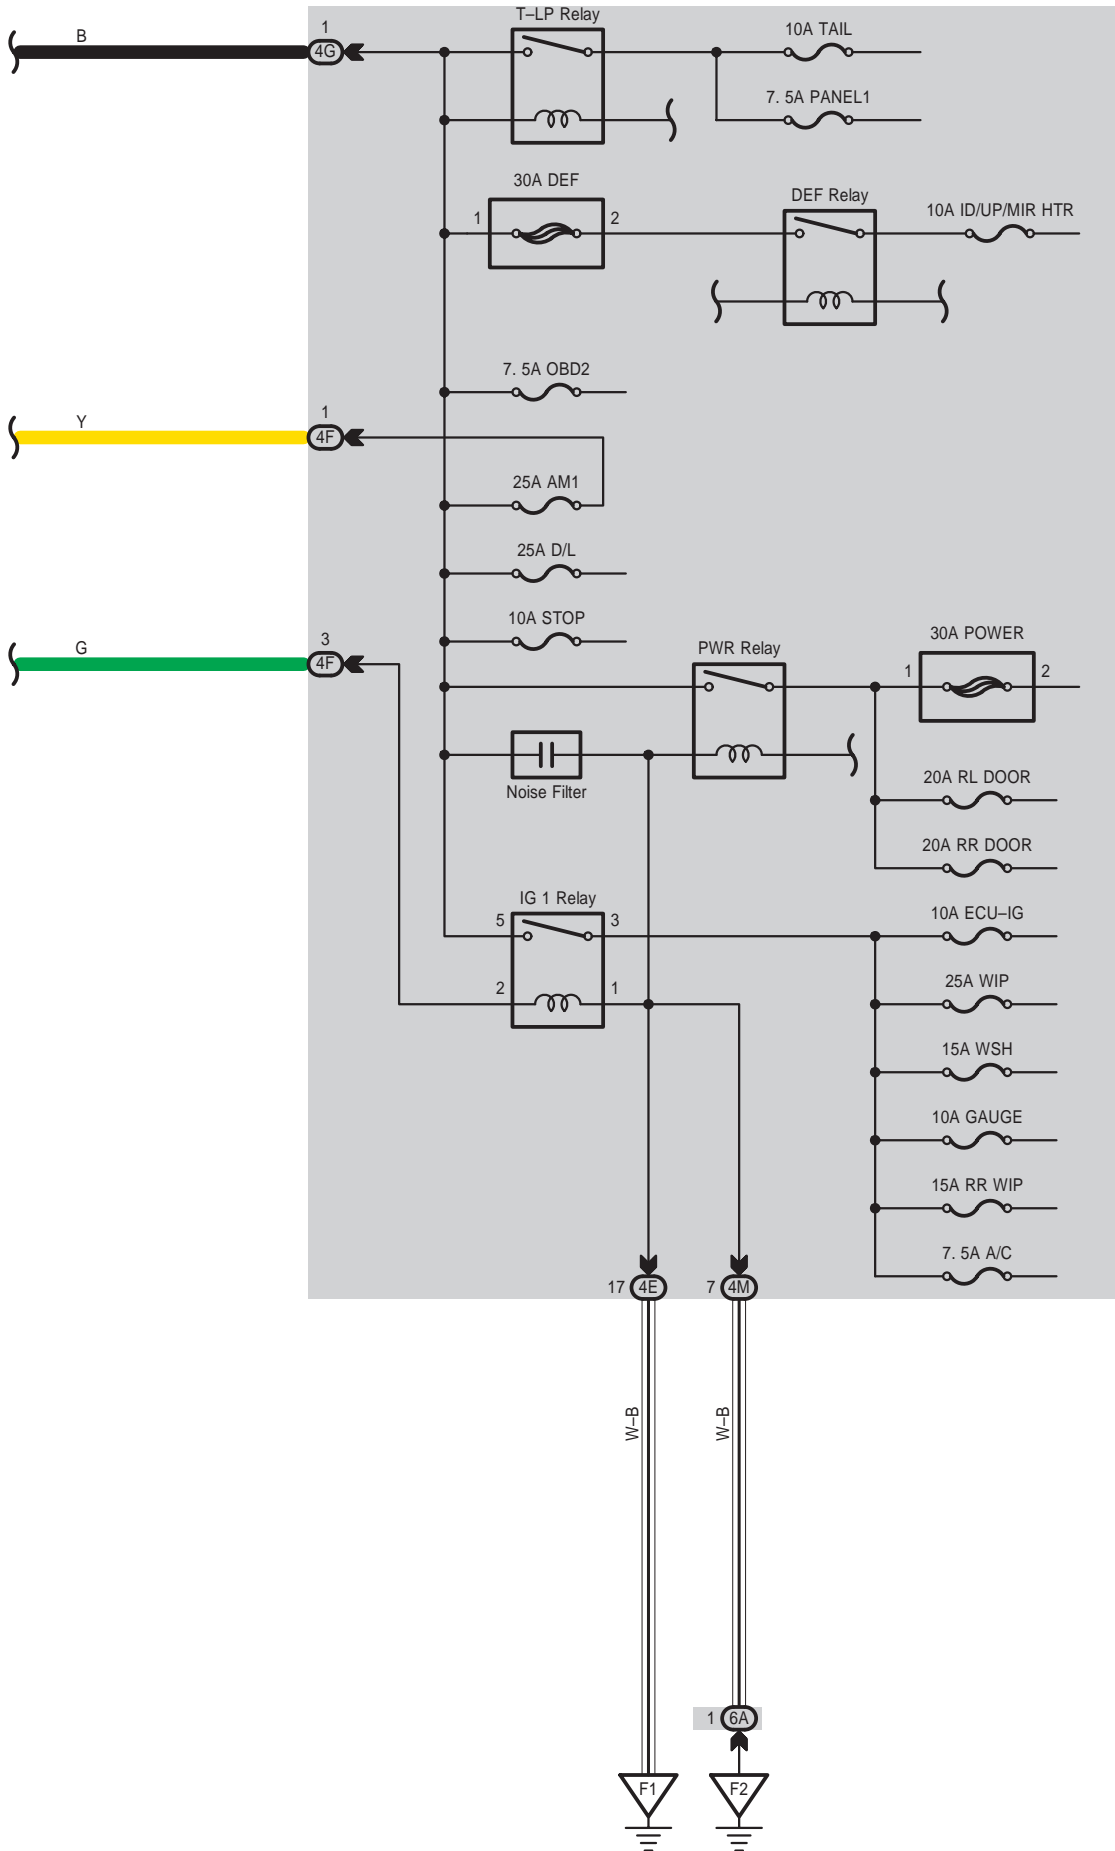 T–LP Relay
1
B
4G
10A TAIL
7. 5A PANEL1
30A DEF
1
2
DEF Relay
10A ID/UP/MIR HTR
7. 5A OBD2
1
Y
4F
25A AM1
25A D/L
10A STOP
3
G
4F
PWR Relay
30A POWER
1
2
Noise Filter
20A RL DOOR
20A RR DOOR
IG 1 Relay
5
3
10A ECU–IG
2
1
25A WIP
15A WSH
10A GAUGE
15A RR WIP
7. 5A A/C
17
4E
7
4M
W–B
W–B
1
6A
F1
F2